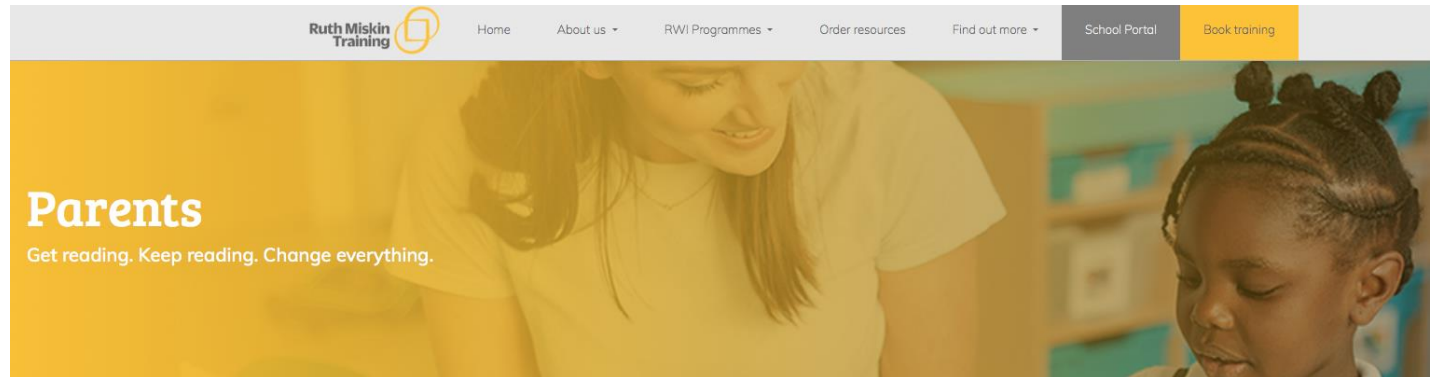 Ruth Miskin
Training
Home
About us
RWI Programmes
Order resources
Find out more
School Portal
Book training
Parents
Get reading. Keep reading. Change everything.